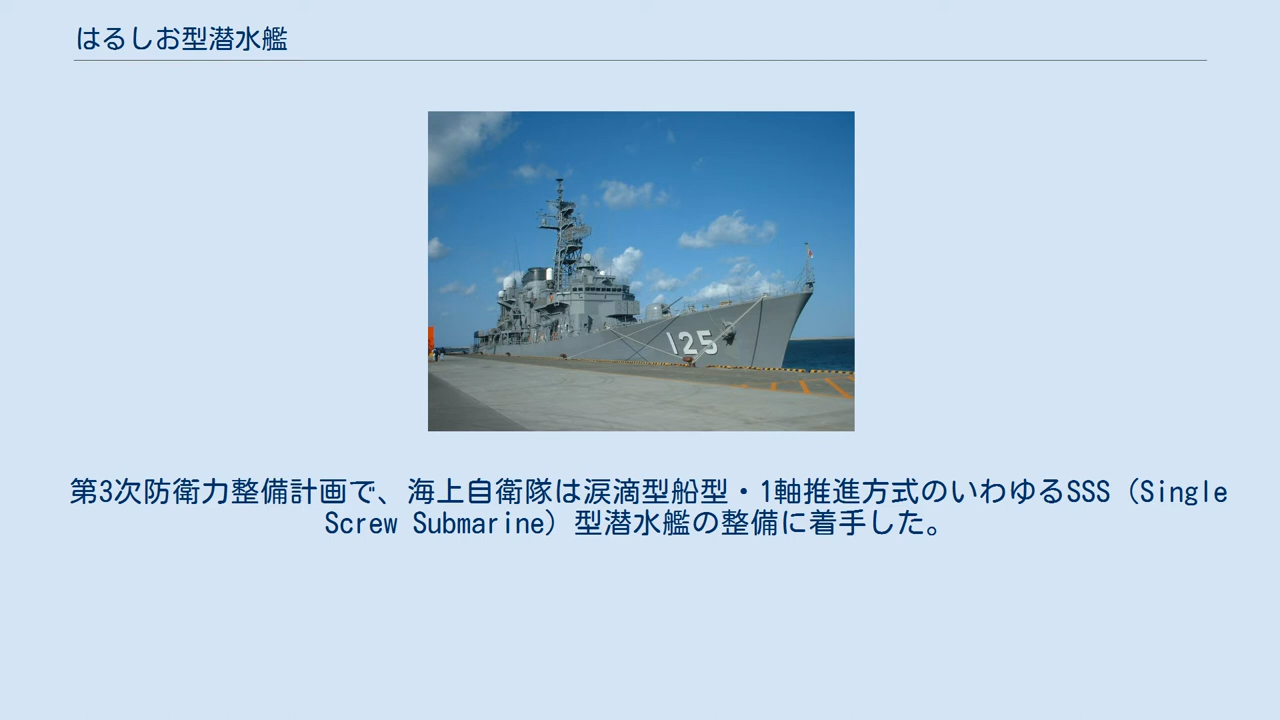 はるしお型潜水艦
125
第3次防衛力整備計画で、海上自衛隊は涙滴型船型・1軸推進方式のいわゆるSSS（Single
Screw Submarine）型潜水艦の整備に着手した。